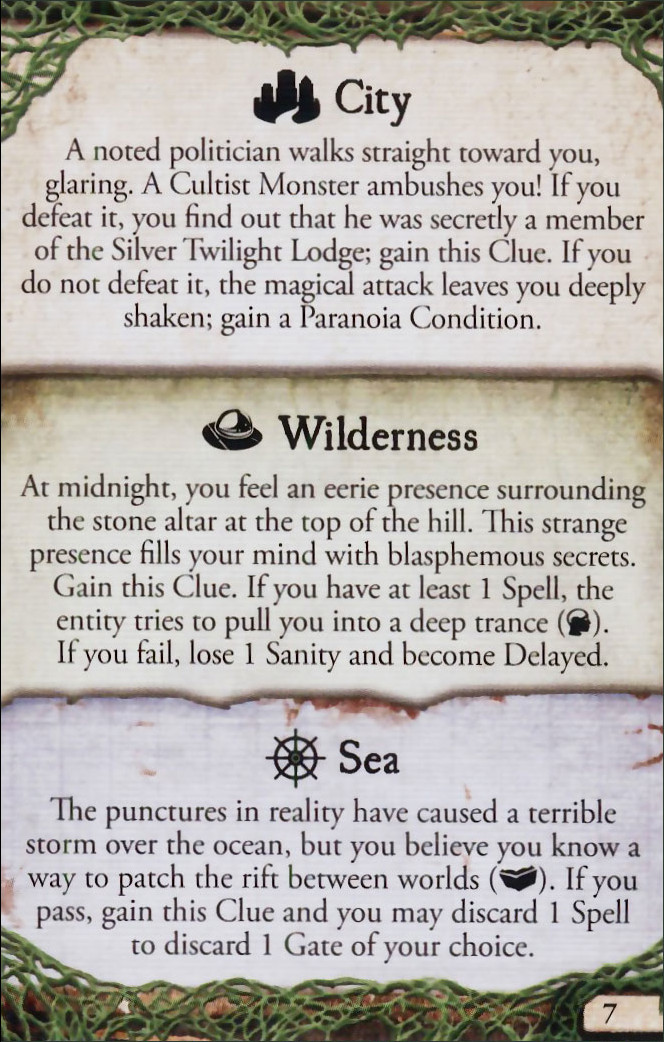 City
A noted politician walks straight toward you,
glaring. A Cultist Monster ambushes you! If you
defeat it, you find out that he was secretly a member
of the Silver Twilight Lodge; gain this Clue. If you
do not defeat it, the magical attack leaves you deeply
shaken; gain a Paranoia Condition.
Wilderness
At midnight, you feel an eerie presence surrounding
the stone altar at the top of the hill. This strange
presence fills your mind with blasphemous secrets.
Gain this Clue. If you have at least 1 Spell, the
entity tries to pull you into a deep trance ( ).
If you fail, lose 1 Sanity and become Delayed.
Sea
The punctures in reality have caused a terrible
storm over the ocean, but you believe you know a
way to patch the rift between worlds ( ). If you
pass, gain this Clue and you may discard 1 Spell
to discard 1 Gate of your choice.
7